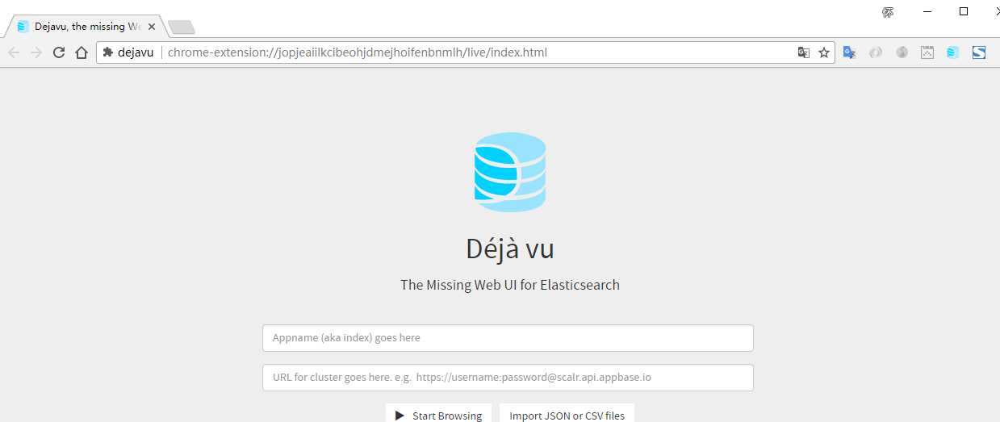 Dejavu, the missing We
dejavu chrome-extension://jopjeaiilkcibeohjdmejhoifenbnmlh/live/index.html
Déjà vu
The Missing Web UI for Elasticsearch
Appname (aka index) goes here
URL for cluster goes here. e.g. https://username:password@scalr.api.appbase.io
Start Browsing Import JSON or CSV files